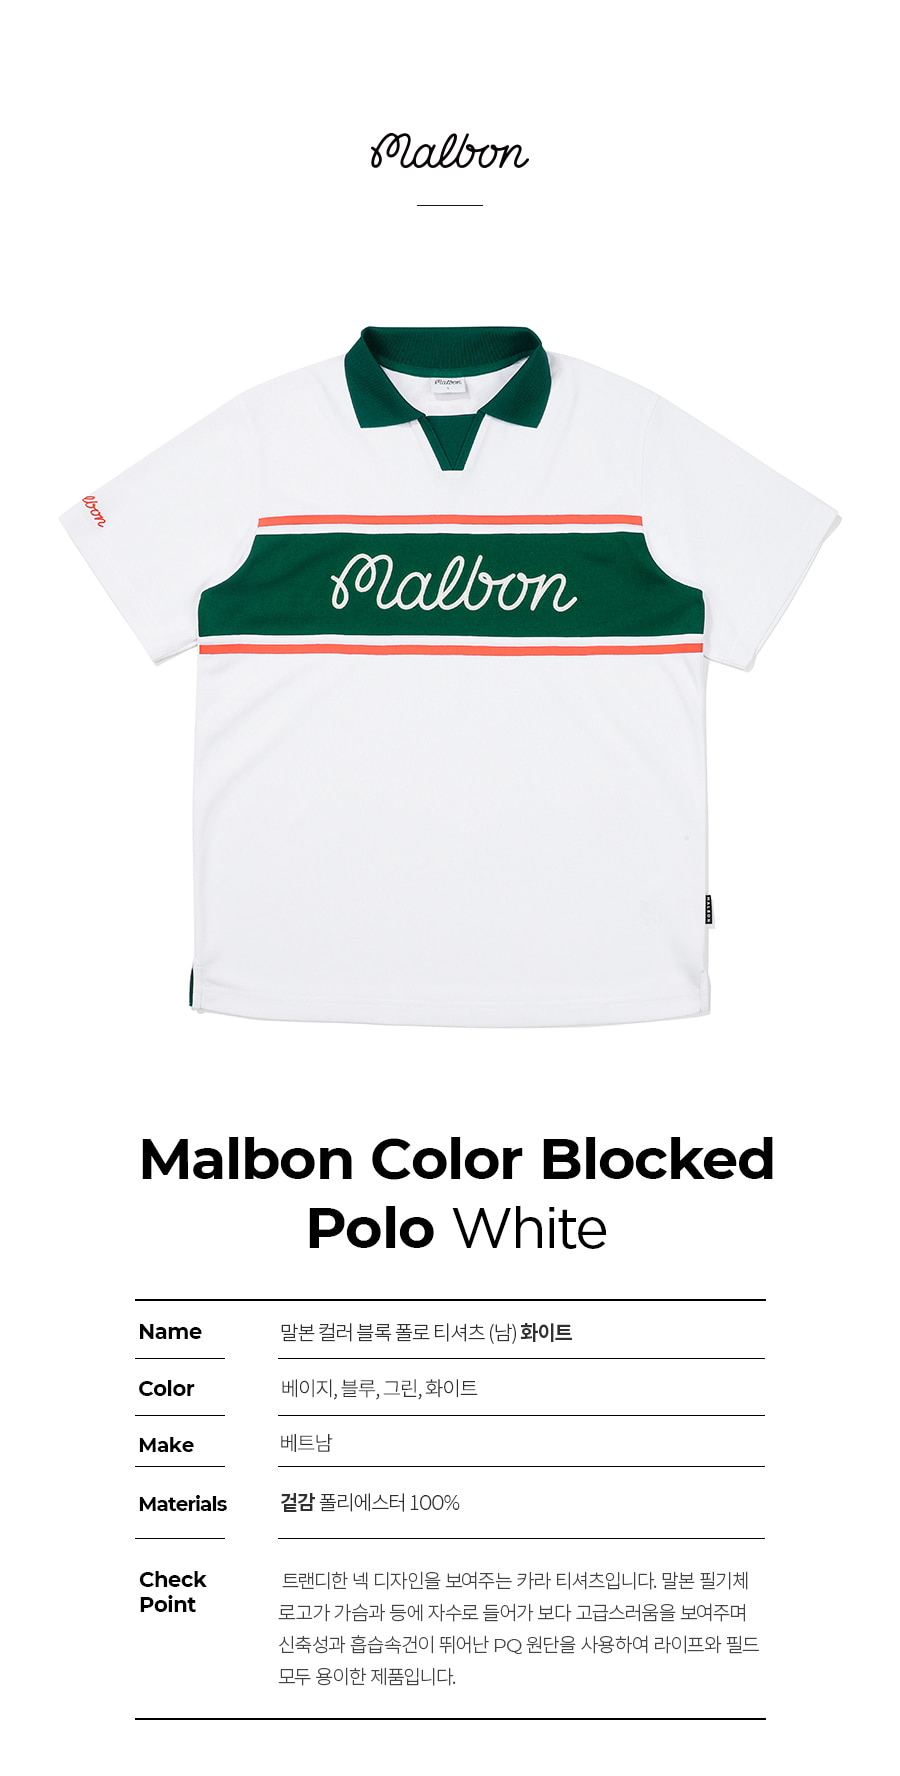 Malbon
Malbon
lbon
Malbon
MALBON
Malbon Color Blocked
Polo White
Name 말본 컬러 블록 폴로 티셔츠 (남) 화이트
Color 베이지, 블루, 그린, 화이트
Make 베트남
Materials 겉감 폴리에스터 100%
Check
Point
트랜디한 넥 디자인을 보여주는 카라 티셔츠입니다. 말본 필기체
로고가 가슴과 등에 자수로 들어가 보다 고급스러움을 보여주며
신축성과 흡습속건이 뛰어난 PQ 원단을 사용하여 라이프와 필드
모두 용이한 제품입니다.